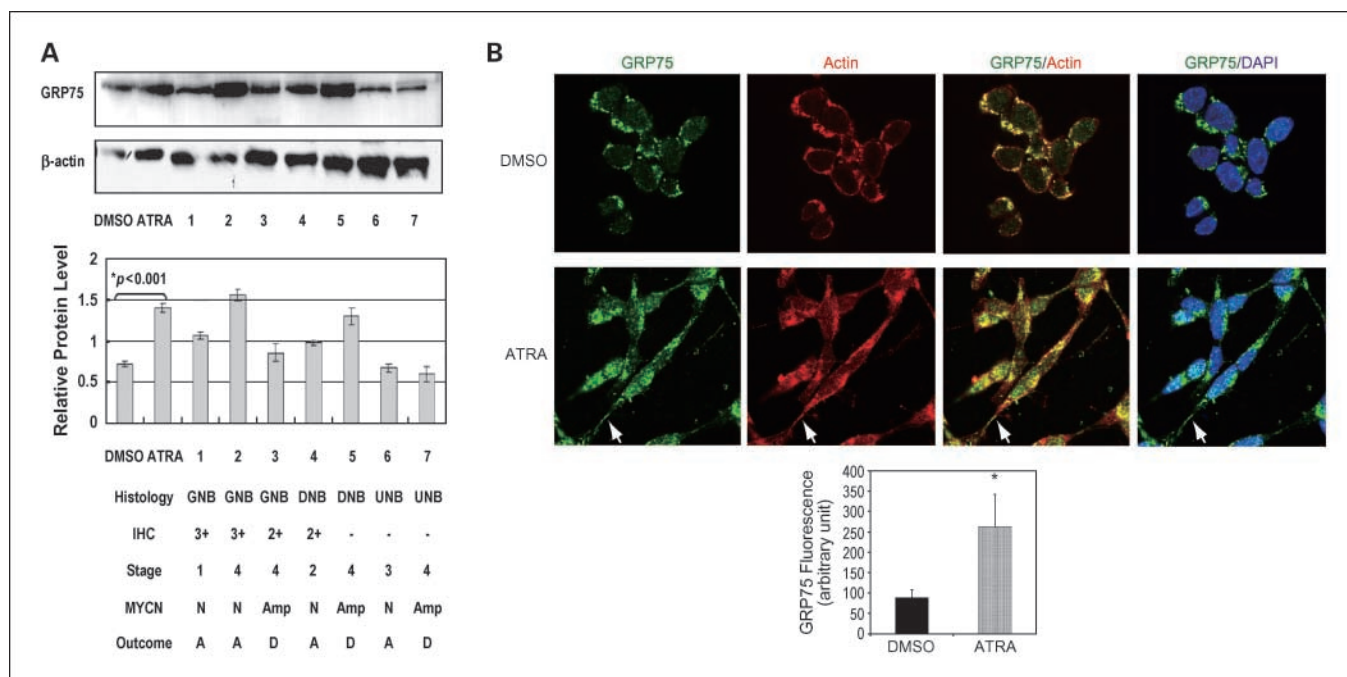 A
GRP75
β-actin
DMSO ATRA 1 2 3 4 5 6 7
Relative Protein Level
2
1.5
1
0.5
0
*p<0.001
DMSO ATRA 1 2 3 4 5 6 7
Histology GNB GNB GNB DNB DNB UNB UNB
IHC 3+ 3+ 2+ 2+ - - -
Stage 1 4 4 2 4 3 4
MYCN N N Amp N Amp N Amp
Outcome A A D A D A D
B
GRP75 Actin GRP75/Actin GRP75/DAPI
DMSO
ATRA
GRP75 Fluorescence
(arbitrary unit)
400
350
300
250
200
150
100
50
0
*
DMSO ATRA